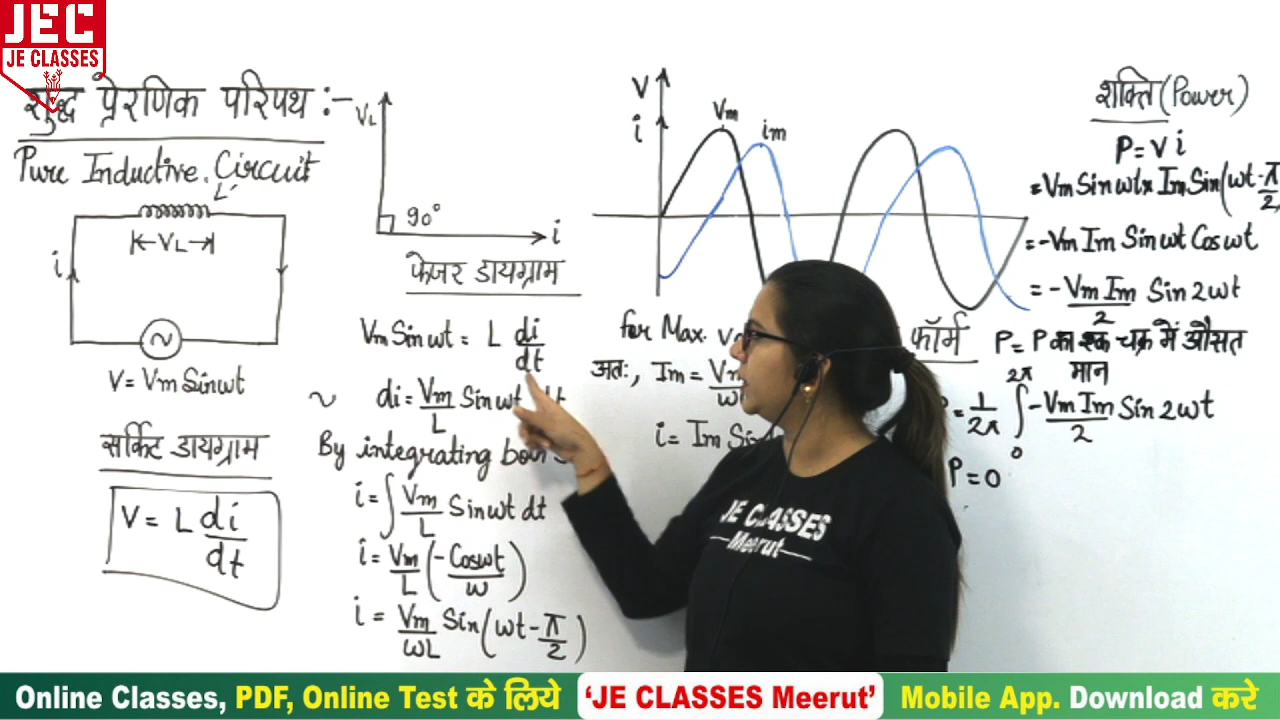 JEC
JE CLASSES
शुद्ध प्रेरणिक परिपथ :-
Pure Inductive Circuit
VL
i
V = Vm Sinωt
सर्किट डायग्राम
V = L di/dt
VL
90°
i
फेजर डायग्राम
Vm Sinωt = L di/dt
di = Vm/L Sinωt dt
By integrating
i = ∫ Vm/L Sinωt dt
i = Vm/L (-Cosωt/ω)
i = Vm/ωL Sin(ωt - π/2)
V
i
Vm
im
फॉर्म
for Max.
अतः, Im = Vm
i = Im
शक्ति (Power)
P = V i
= Vm Sinωt × Im Sin(ωt - π/2
= -Vm Im Sinωt Cosωt
= -Vm Im/2 Sin2ωt
P = P का एक चक्र में औसत
मान
P = 1/2π ∫₀^2π -Vm Im/2 Sin2ωt
P = 0
JE CLASSES
Meerut
Online Classes, PDF, Online Test के लिये 'JE CLASSES Meerut' Mobile App. Download करे